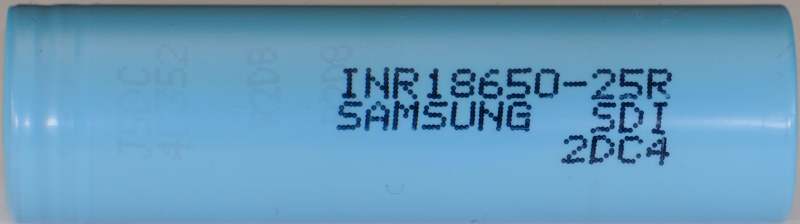 INR18650-25R
SAMSUNG SDI
2DC4